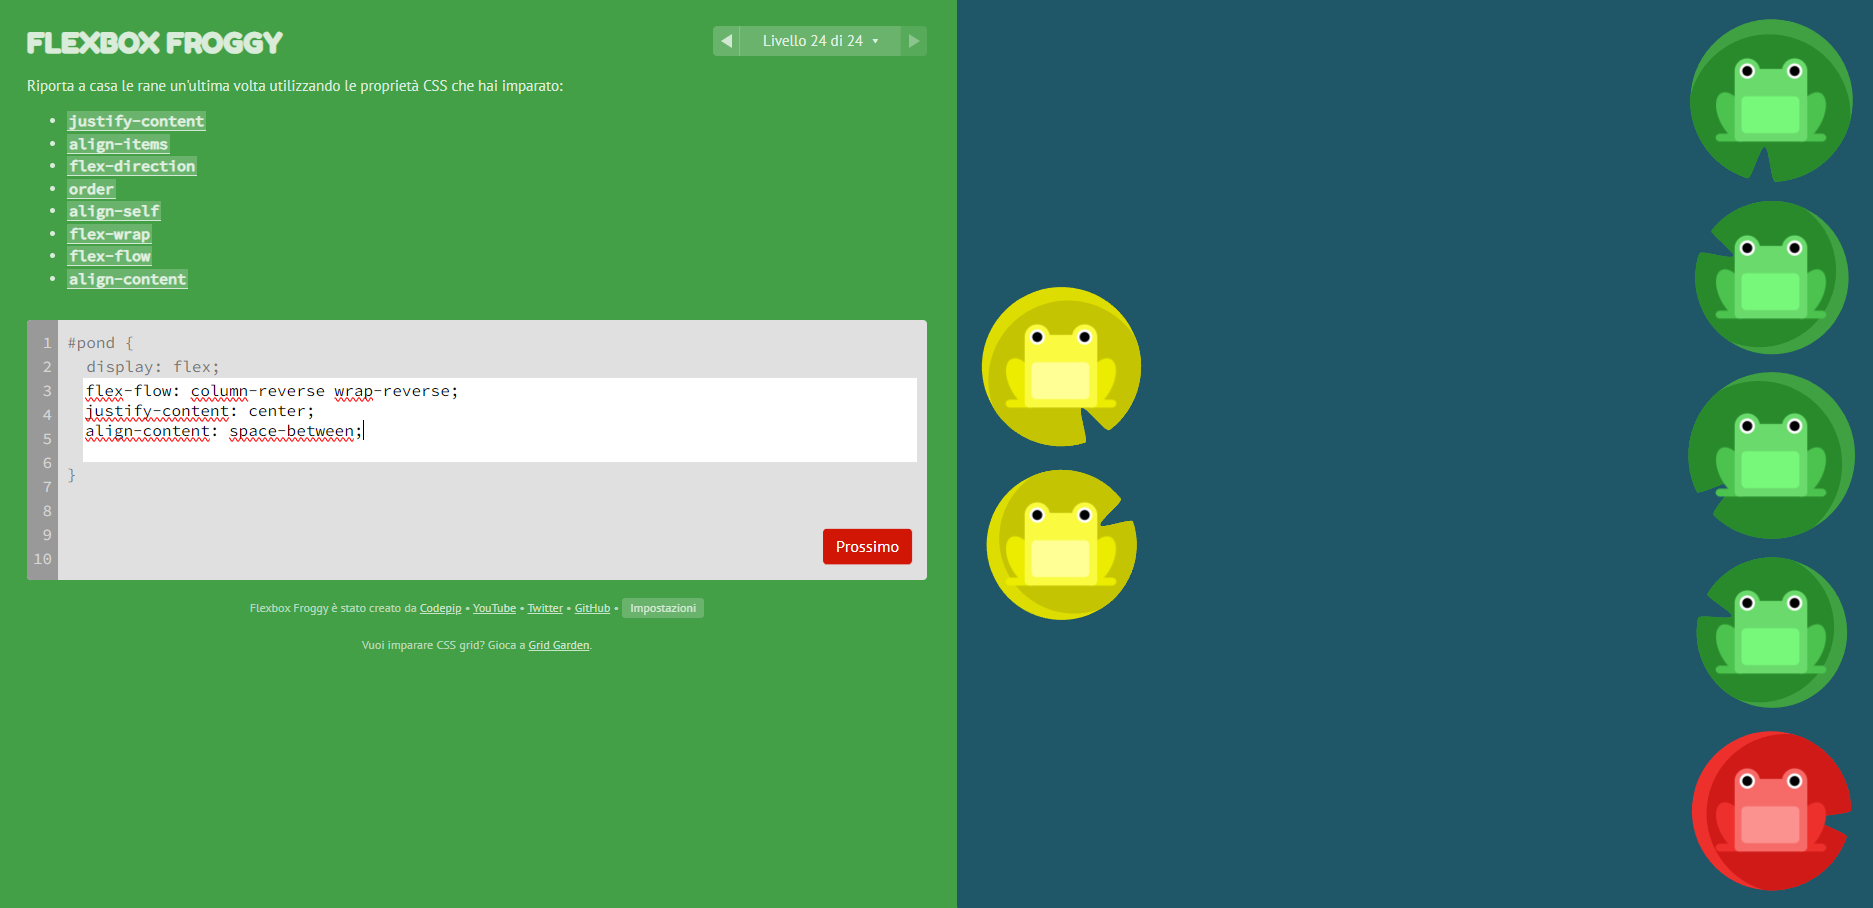 FLEXBOX FROGGY
Livello 24 di 24
Riporta a casa le rane un'ultima volta utilizzando le proprietà CSS che hai imparato:
justify-content
align-items
flex-direction
order
align-self
flex-wrap
flex-flow
align-content
1 #pond {
2 display: flex;
3 flex-flow: column-reverse wrap-reverse;
4 justify-content: center;
5 align-content: space-between;
6
7 }
8
9
10
Prossimo
Flexbox Froggy è stato creato da Codepip • YouTube • Twitter • GitHub • Impostazioni
Vuoi imparare CSS grid? Gioca a Grid Garden.